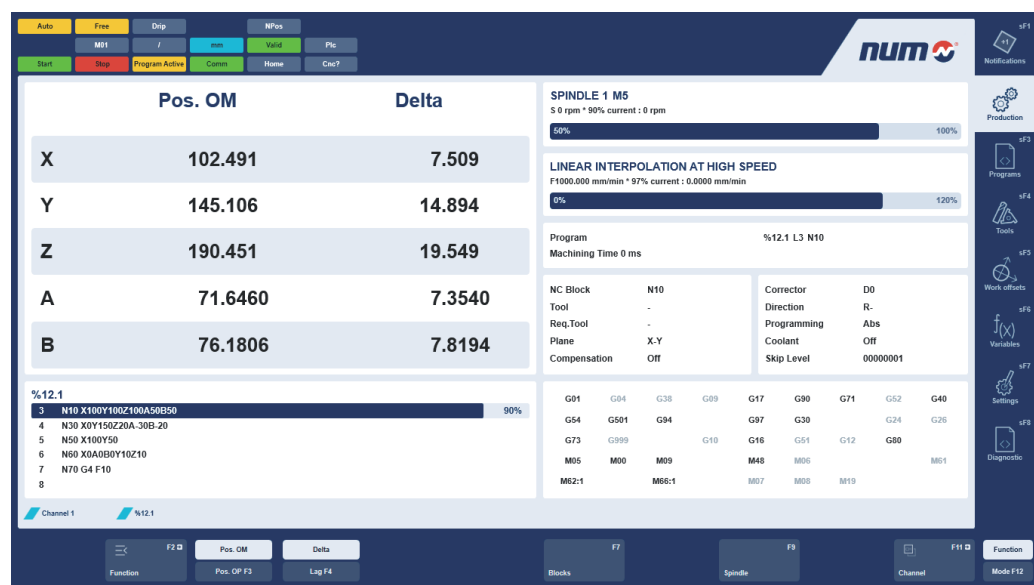 Auto Free Drip NPos
M01 / mm Valid Plc
Start Stop Program Active Comm Home Cnc?
num
sF1
+1
Notifications
Production
sF3
Programs
sF4
Tools
sF5
Work offsets
sF6
f(x)
Variables
sF7
Settings
sF8
Diagnostic
Pos. OM Delta
X 102.491 7.509
Y 145.106 14.894
Z 190.451 19.549
A 71.6460 7.3540
B 76.1806 7.8194
SPINDLE 1 M5
S 0 rpm * 90% current : 0 rpm
50% 100%
LINEAR INTERPOLATION AT HIGH SPEED
F1000.000 mm/min * 97% current : 0.0000 mm/min
0% 120%
Program %12.1 L3 N10
Machining Time 0 ms
NC Block N10
Tool -
Req.Tool -
Plane X-Y
Compensation Off
Corrector D0
Direction R-
Programming Abs
Coolant Off
Skip Level 00000001
%12.1
3 N10 X100Y100Z100A50B50 90%
4 N30 X0Y150Z20A-30B-20
5 N50 X100Y50
6 N60 X0A0B0Y10Z10
7 N70 G4 F10
8
G01 G04 G38 G09 G17 G90 G71 G52 G40
G54 G501 G94 G97 G30 G24 G26
G73 G999 G10 G16 G51 G12 G80
M05 M00 M09 M48 M06 M61
M62:1 M66:1 M07 M08 M19
Channel 1 %12.1
F2
Function
Pos. OM
Pos. OP F3
Delta
Lag F4
F7
Blocks
F9
Spindle
F11
Channel
Function
Mode F12